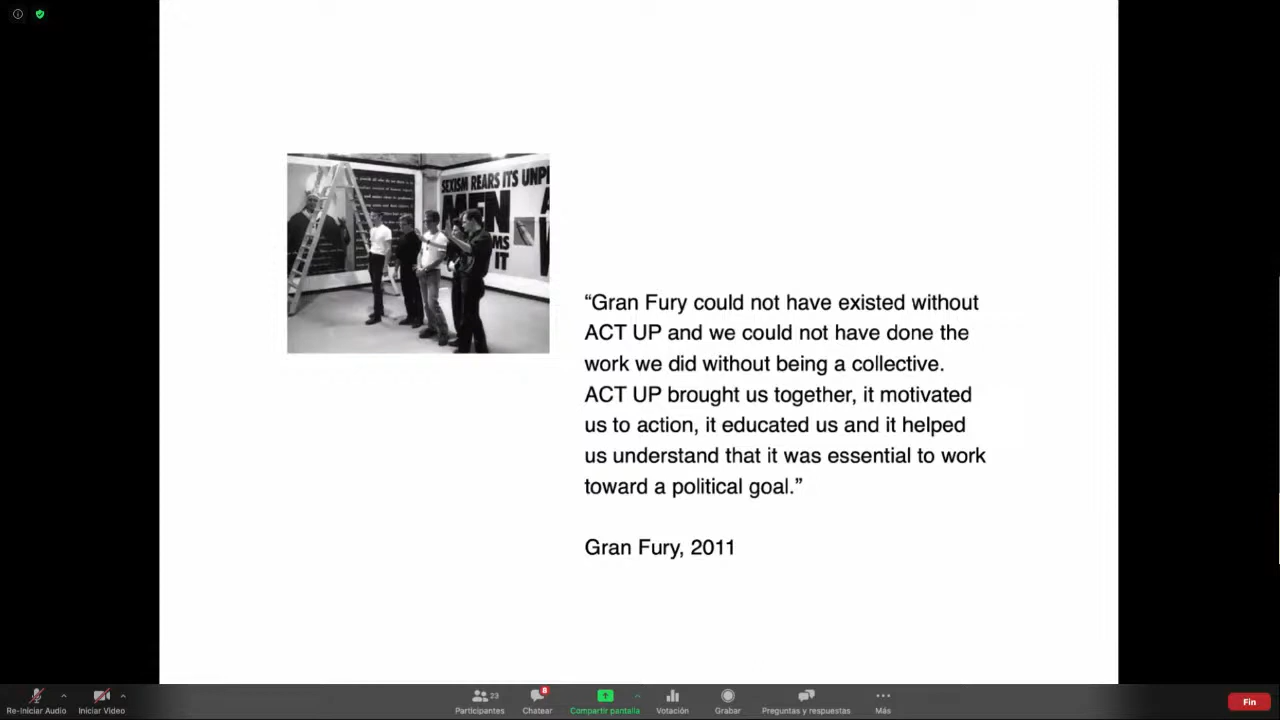 SEXISM REARS ITS UNP
MEN
MS
IT
“Gran Fury could not have existed without
ACT UP and we could not have done the
work we did without being a collective.
ACT UP brought us together, it motivated
us to action, it educated us and it helped
us understand that it was essential to work
toward a political goal.”
Gran Fury, 2011
Re-Iniciar Audio
Iniciar Video
23
Participantes
8
Chatear
Compartir pantalla
Votación
Grabar
Preguntas y respuestas
Más
Fin